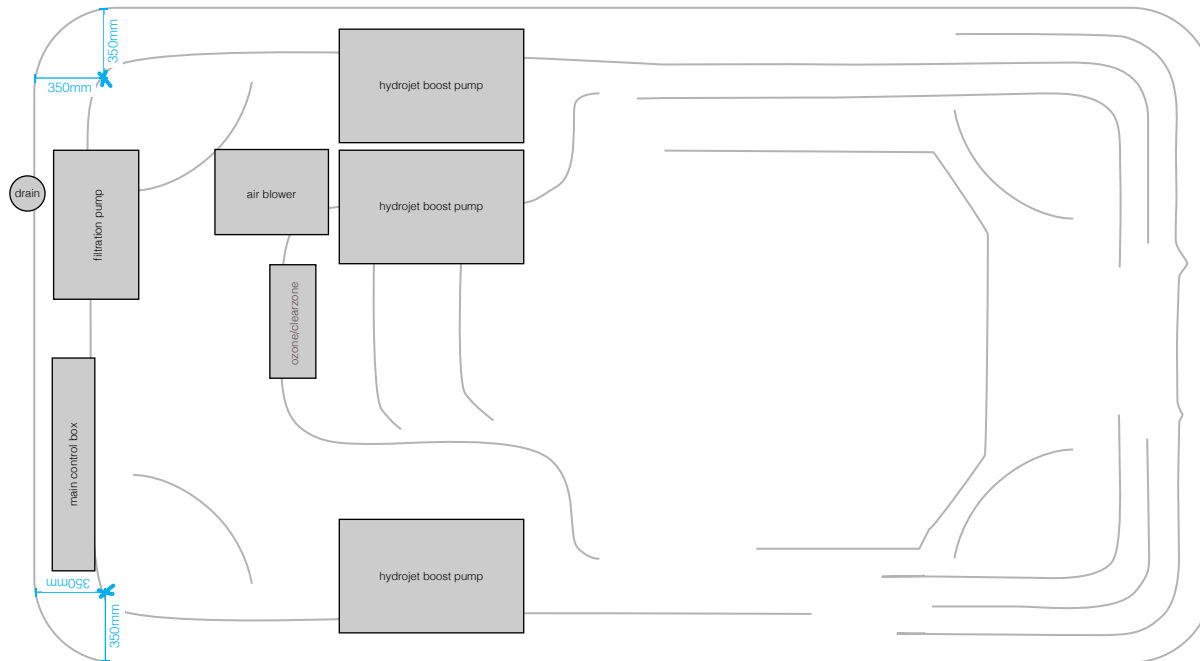 350mm
350mm
hydrojet boost pump
drain
filtration pump
air blower
hydrojet boost pump
ozone/clearzone
main control box
hydrojet boost pump
350mm
350mm